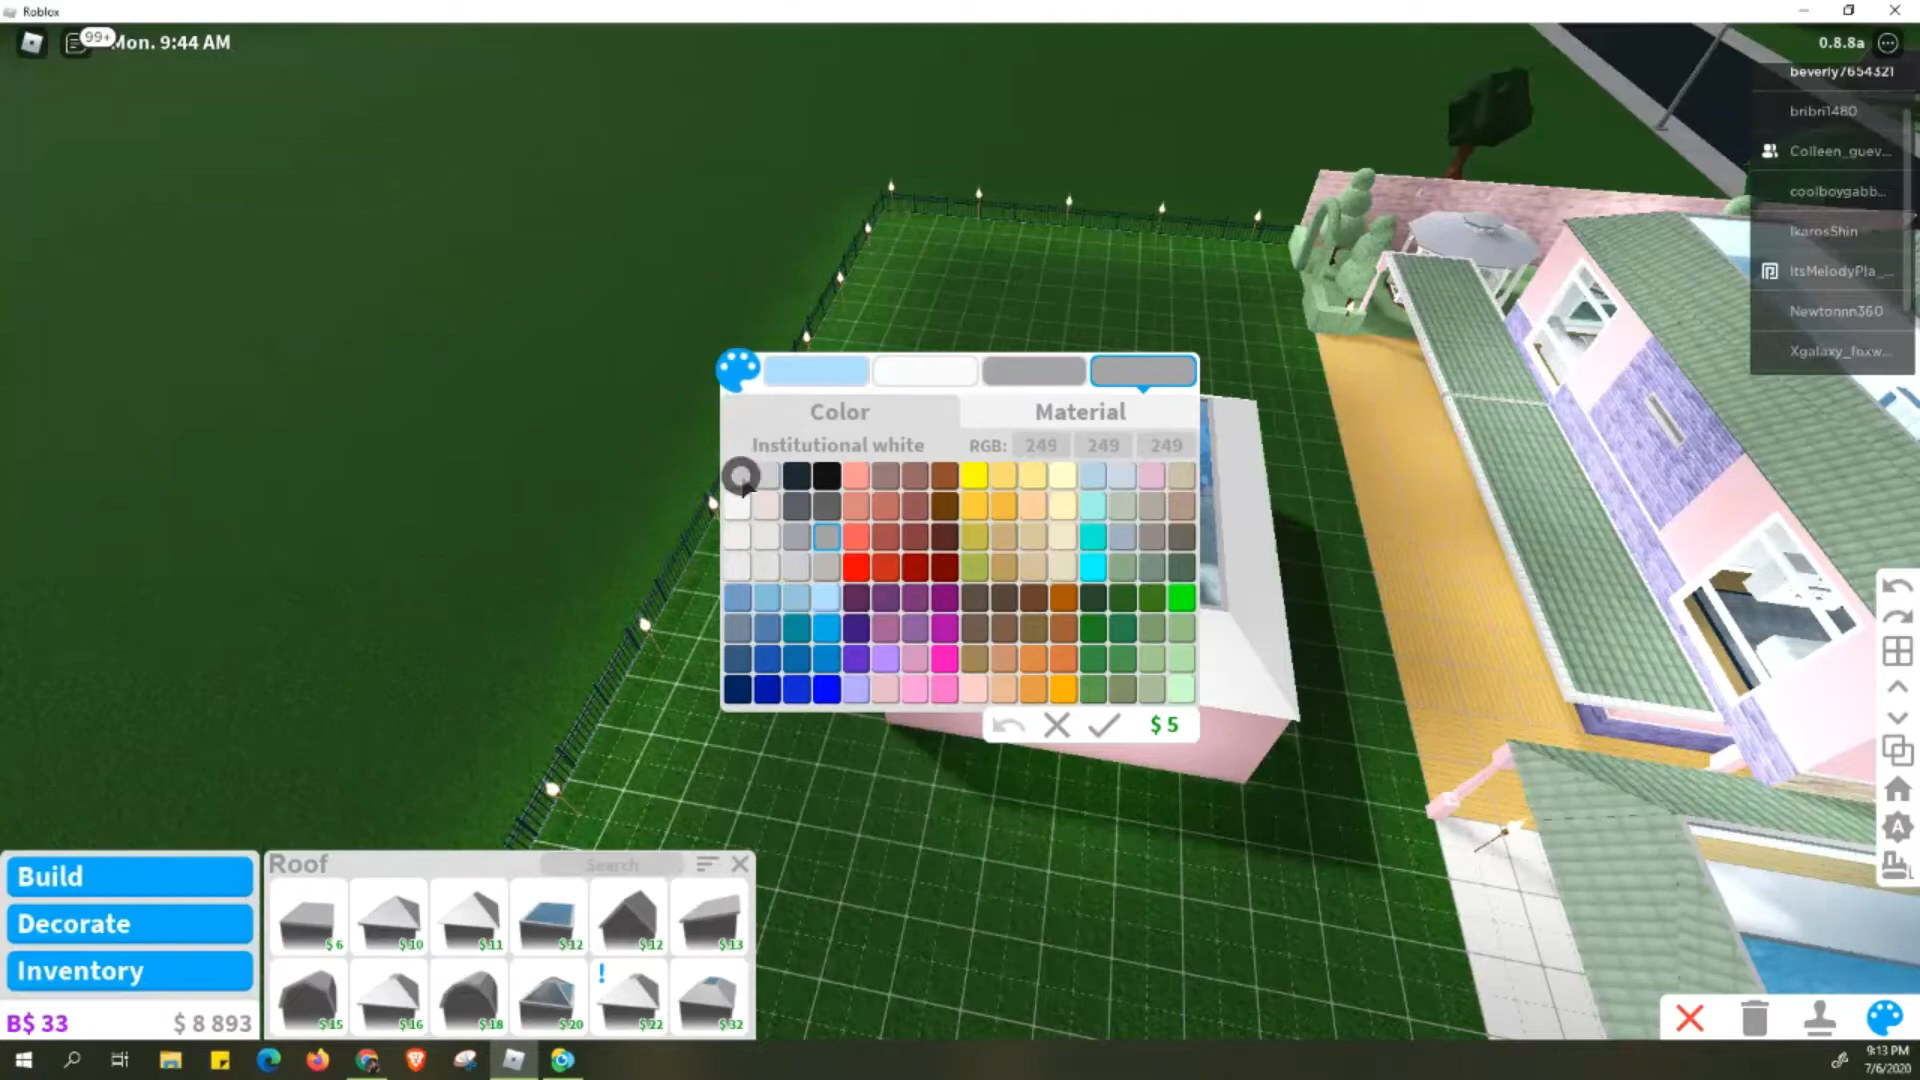 Roblox
99+
Mon. 9:44 AM
0.8.8a
beverly7654321
bribri1480
Colleen_guev...
coolboygabb...
IkarosShin
ItsMelodyPla_...
Newtonnn360
Xgalaxy_foxw...
Color
Material
Institutional white
RGB: 249 249 249
$ 5
Build
Decorate
Inventory
B$ 33
$ 8 893
Roof
Search
$6
$10
$11
$12
$12
$13
$15
$16
$18
$20
!
$22
$32
A
9:13 PM
7/6/2020